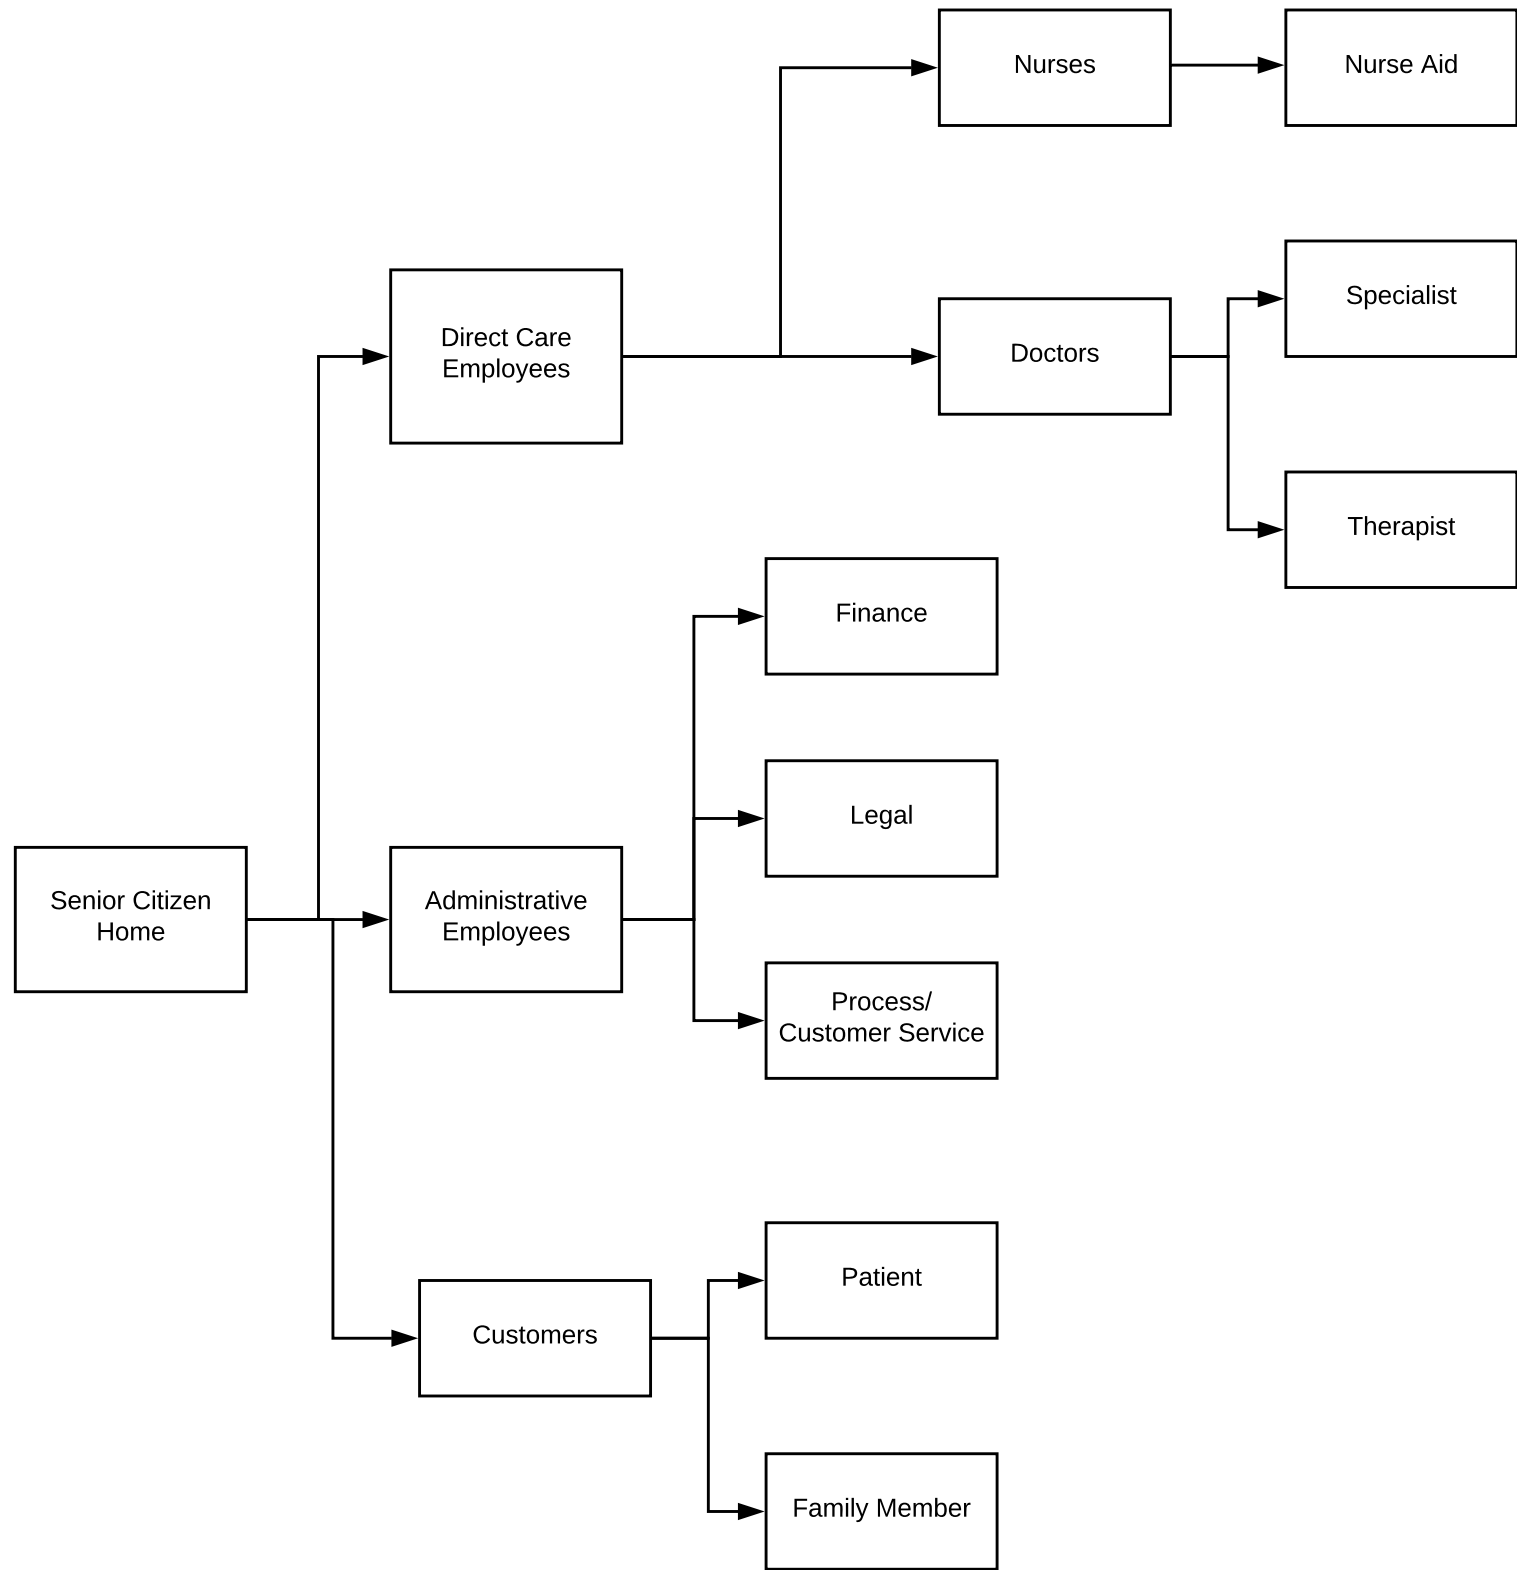 Nurses
Nurse Aid
Specialist
Direct Care
Employees
Doctors
Therapist
Finance
Legal
Senior Citizen
Home
Administrative
Employees
Process/
Customer Service
Patient
Customers
Family Member